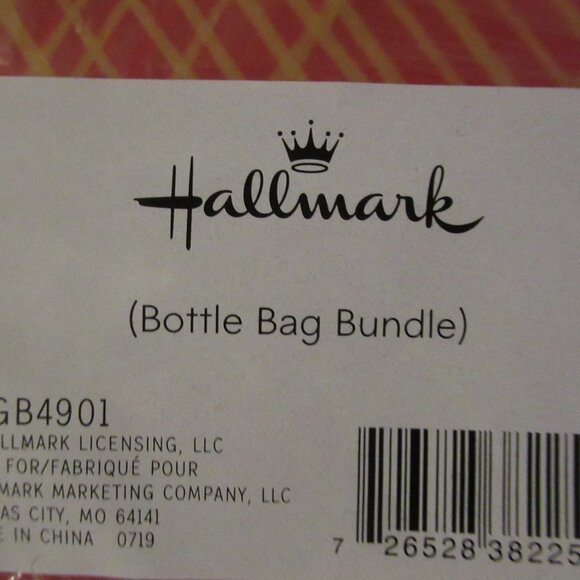 Hallmark
(Bottle Bag Bundle)
GB4901
LLMARK LICENSING, LLC
FOR/FABRIQUÉ POUR
MARK MARKETING COMPANY, LLC
AS CITY, MO 64141
E IN CHINA 0719
7 26528 38225